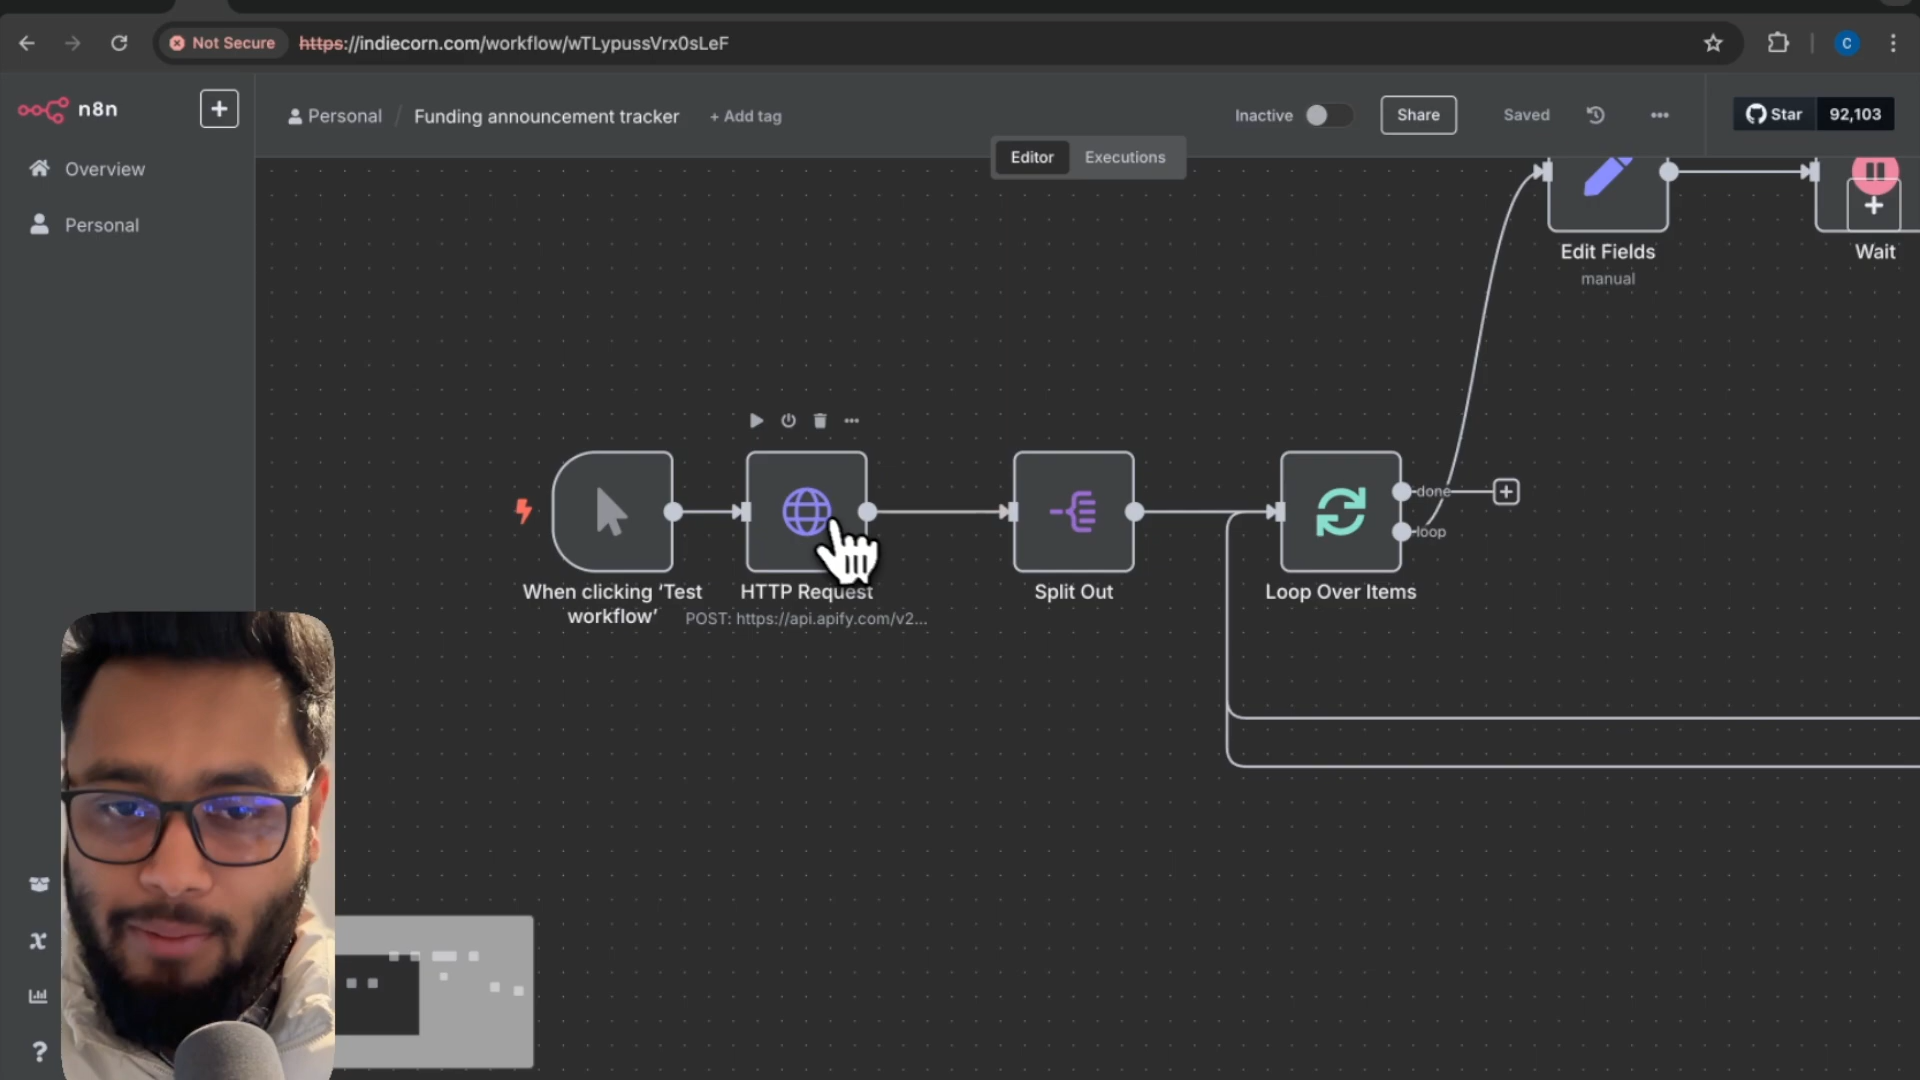 Not Secure https://indiecorn.com/workflow/wTLypussVrx0sLeF
C
n8n
+
Personal / Funding announcement tracker + Add tag
Inactive
Share
Saved
Star 92,103
Editor Executions
Overview
Personal
Edit Fields
manual
Wait
done
loop
When clicking ‘Test
workflow’
HTTP Request
POST: https://api.apify.com/v2...
Split Out
Loop Over Items
?